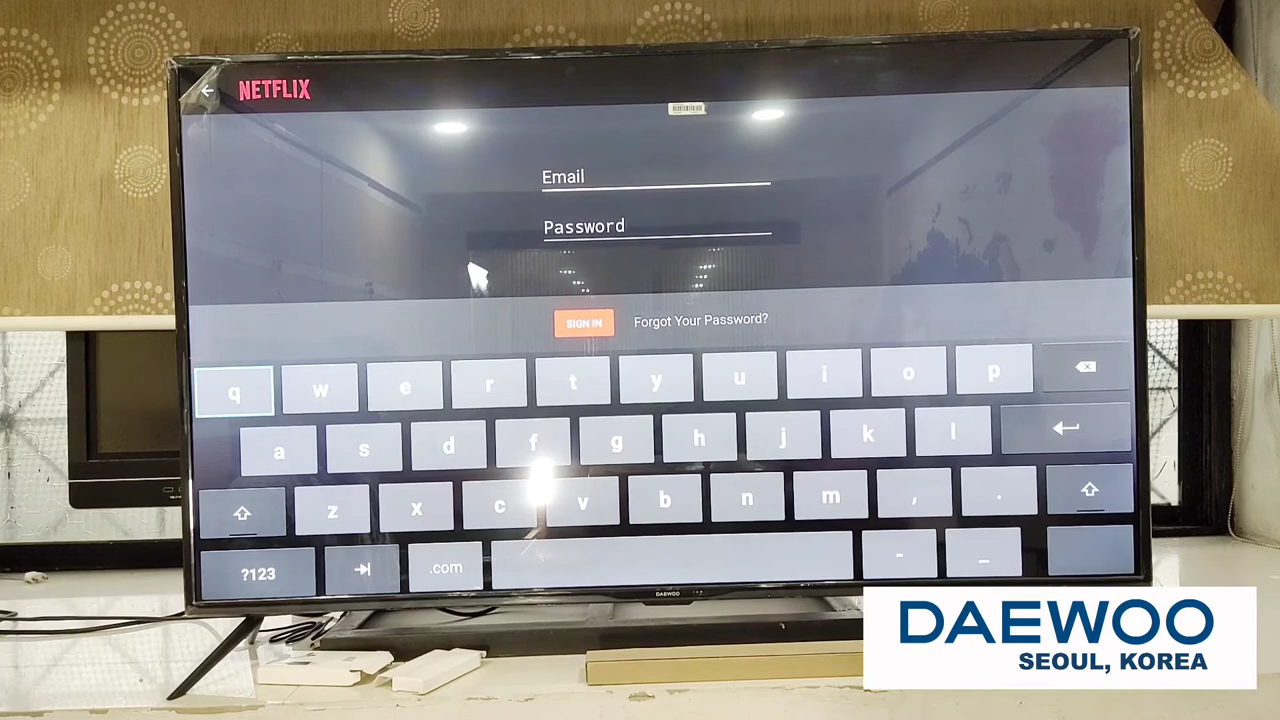 NETFLIX
Email
Password
SIGN IN Forgot Your Password?
q w e r t y u i o p
a s d f g h j k l
z x c v b n m , .
?123 .com - _
DAEWOO
DAEWOO
SEOUL, KOREA